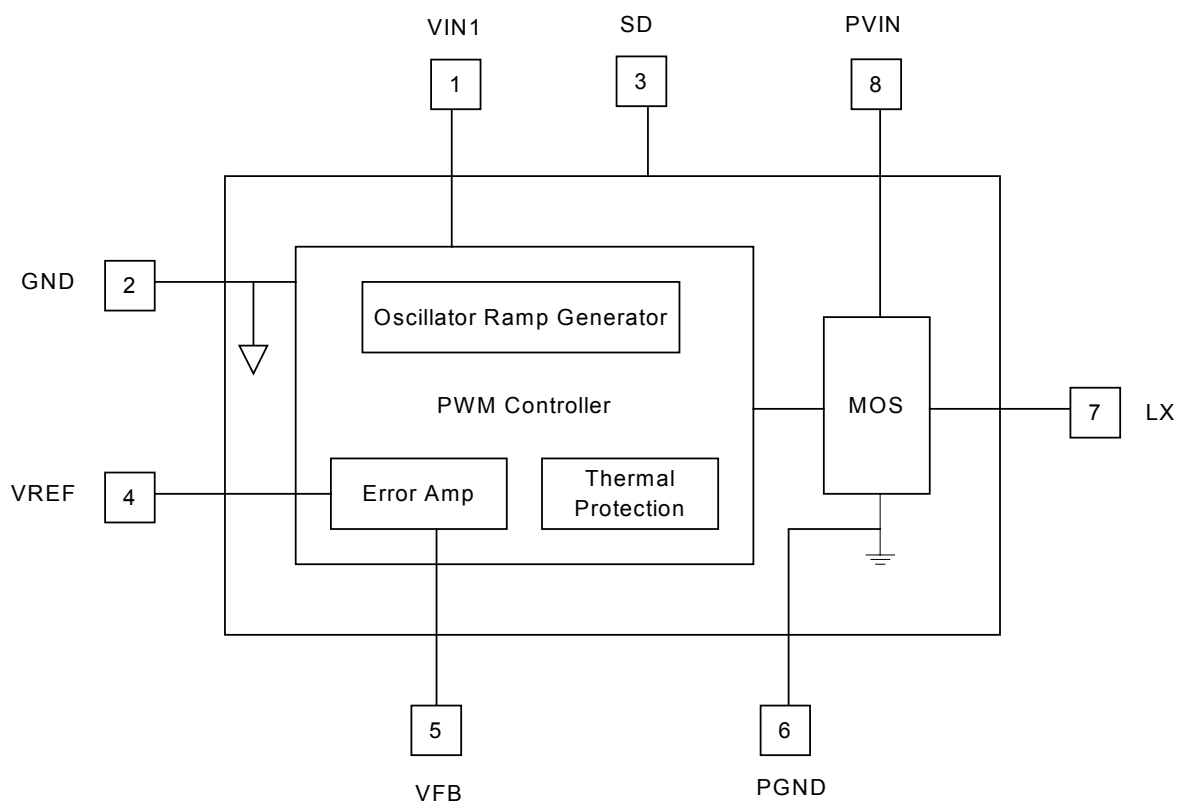 VIN1
SD
PVIN
1
3
8
GND
2
Oscillator Ramp Generator
PWM Controller
MOS
7
LX
VREF
4
Error Amp
Thermal
Protection
5
6
VFB
PGND